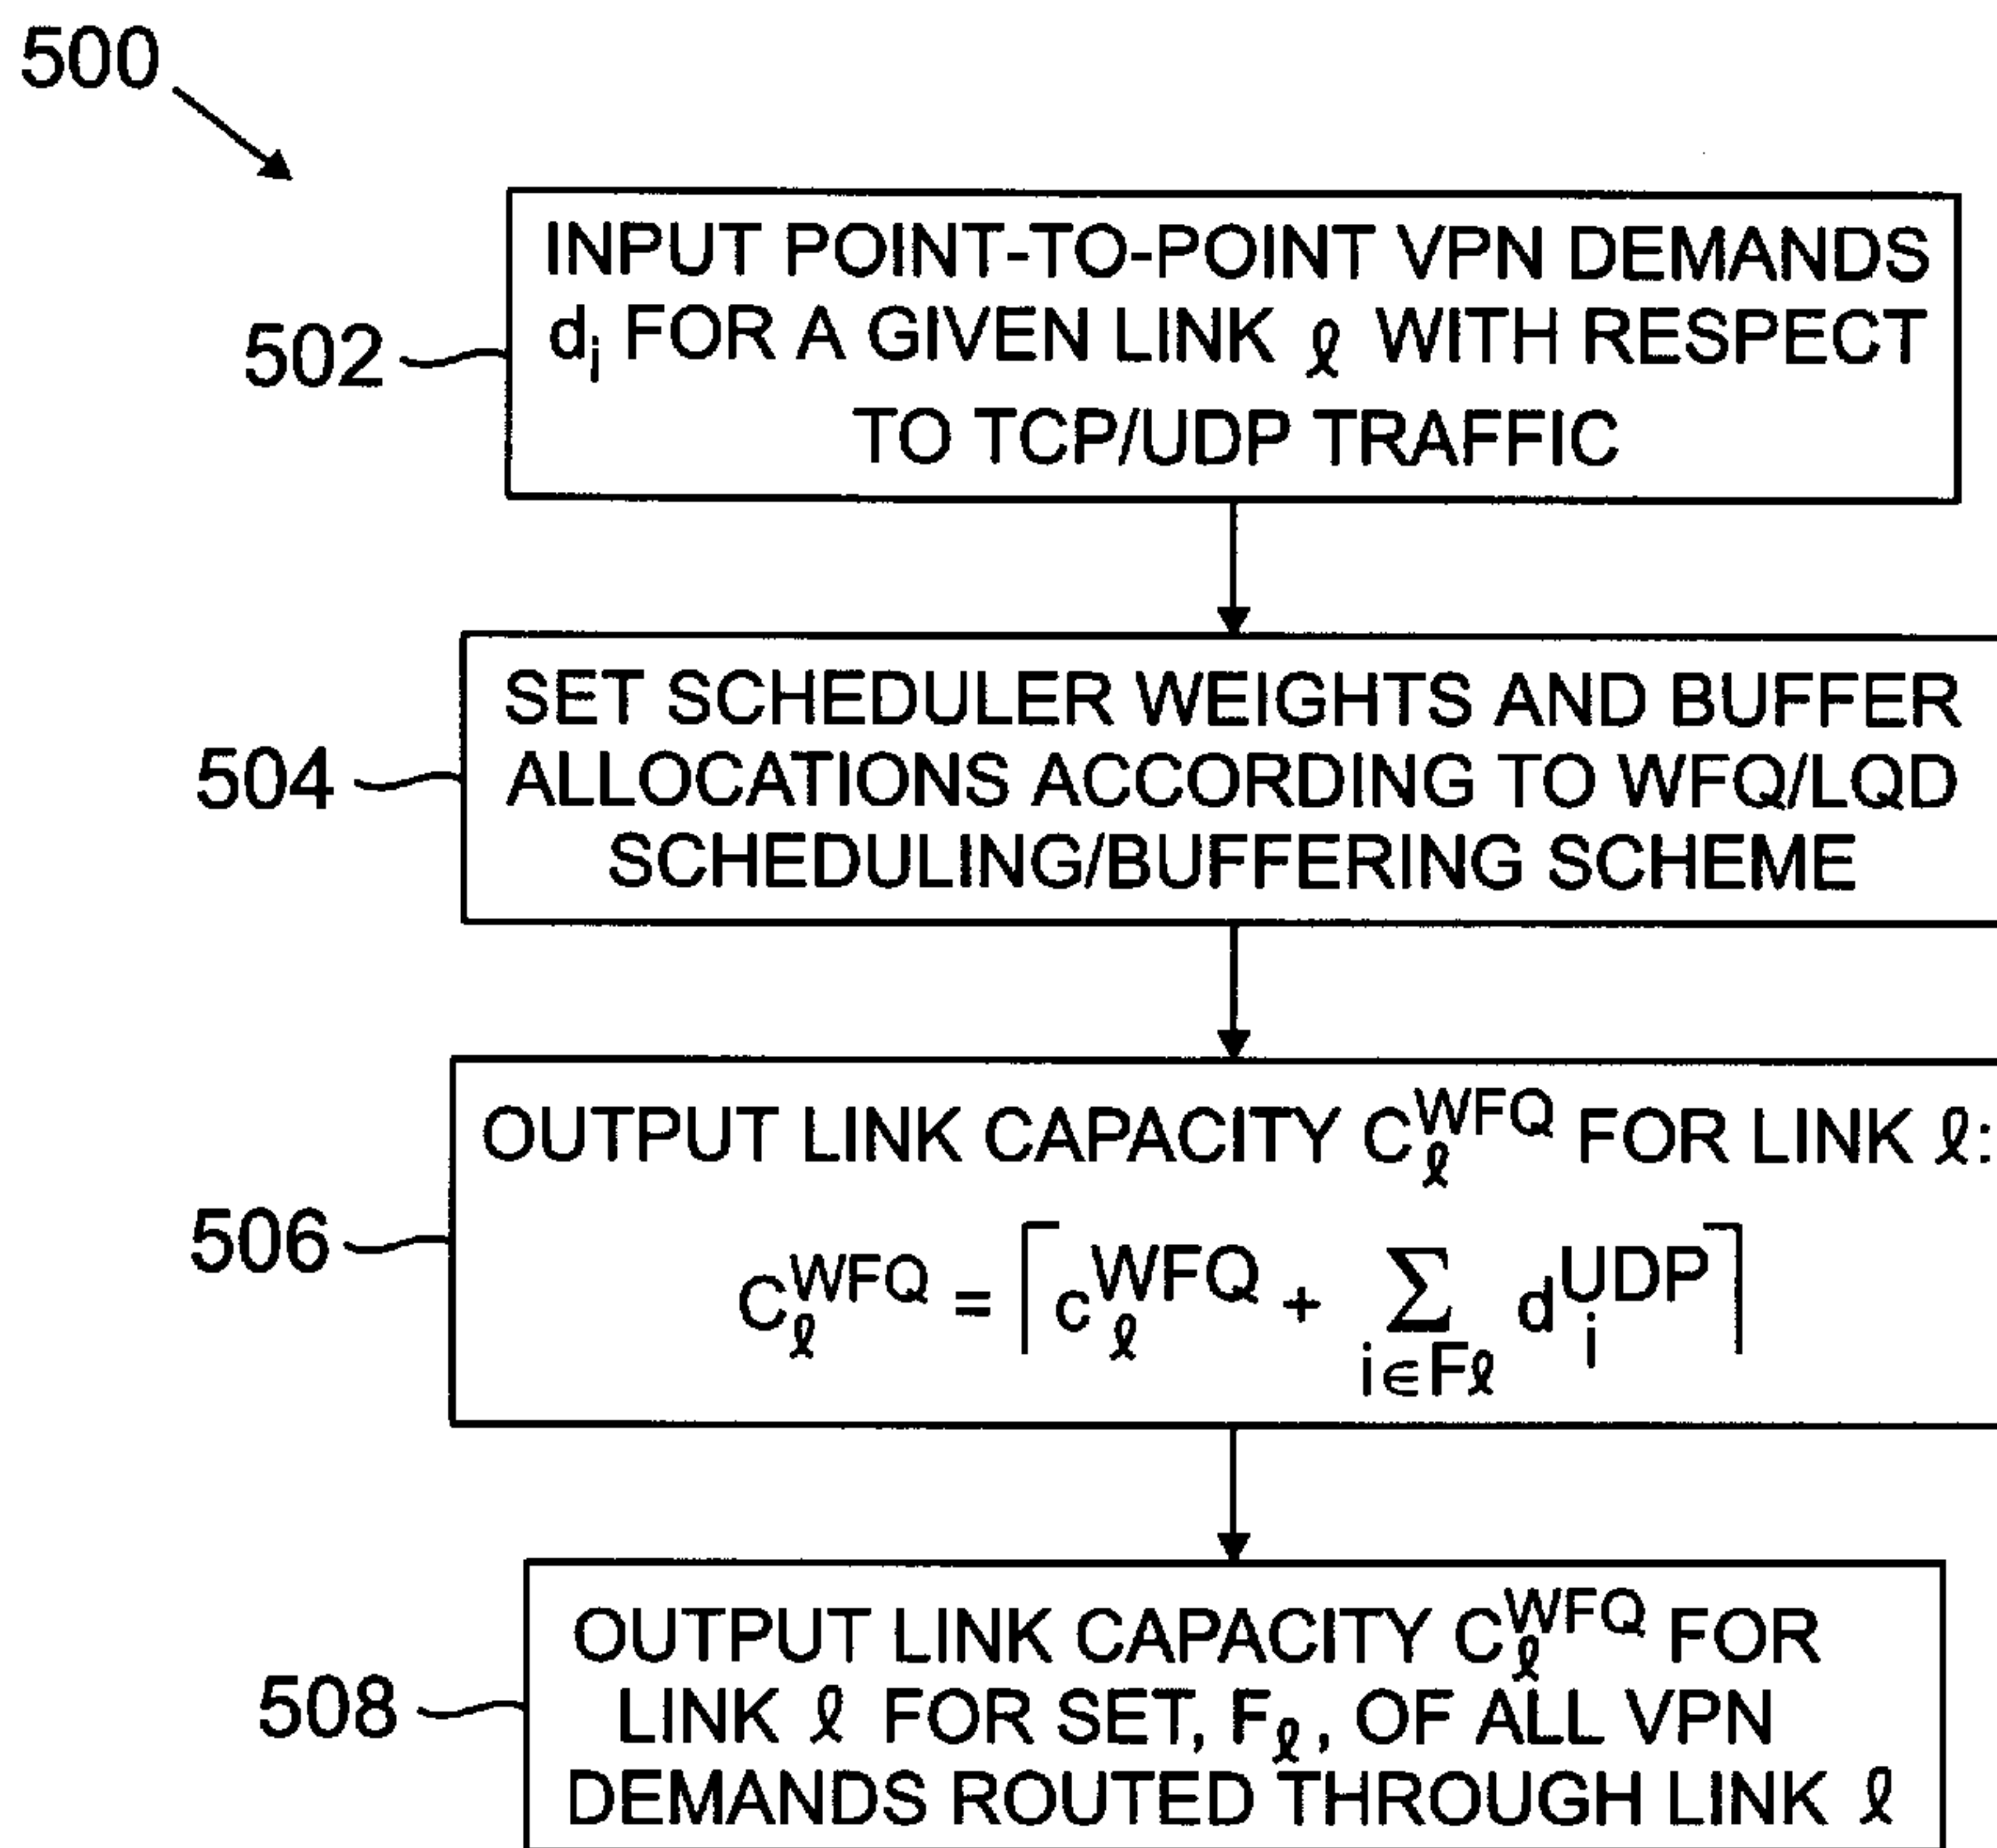 500
502
INPUT POINT-TO-POINT VPN DEMANDS
d_i FOR A GIVEN LINK ℓ WITH RESPECT
TO TCP/UDP TRAFFIC
504
SET SCHEDULER WEIGHTS AND BUFFER
ALLOCATIONS ACCORDING TO WFQ/LQD
SCHEDULING/BUFFERING SCHEME
506
OUTPUT LINK CAPACITY C_ℓ^WFQ FOR LINK ℓ:
C_ℓ^WFQ = ⌈c_ℓ^WFQ + Σ_{i∈Fℓ} d_i^UDP⌉
508
OUTPUT LINK CAPACITY C_ℓ^WFQ FOR
LINK ℓ FOR SET, F_ℓ, OF ALL VPN
DEMANDS ROUTED THROUGH LINK ℓ